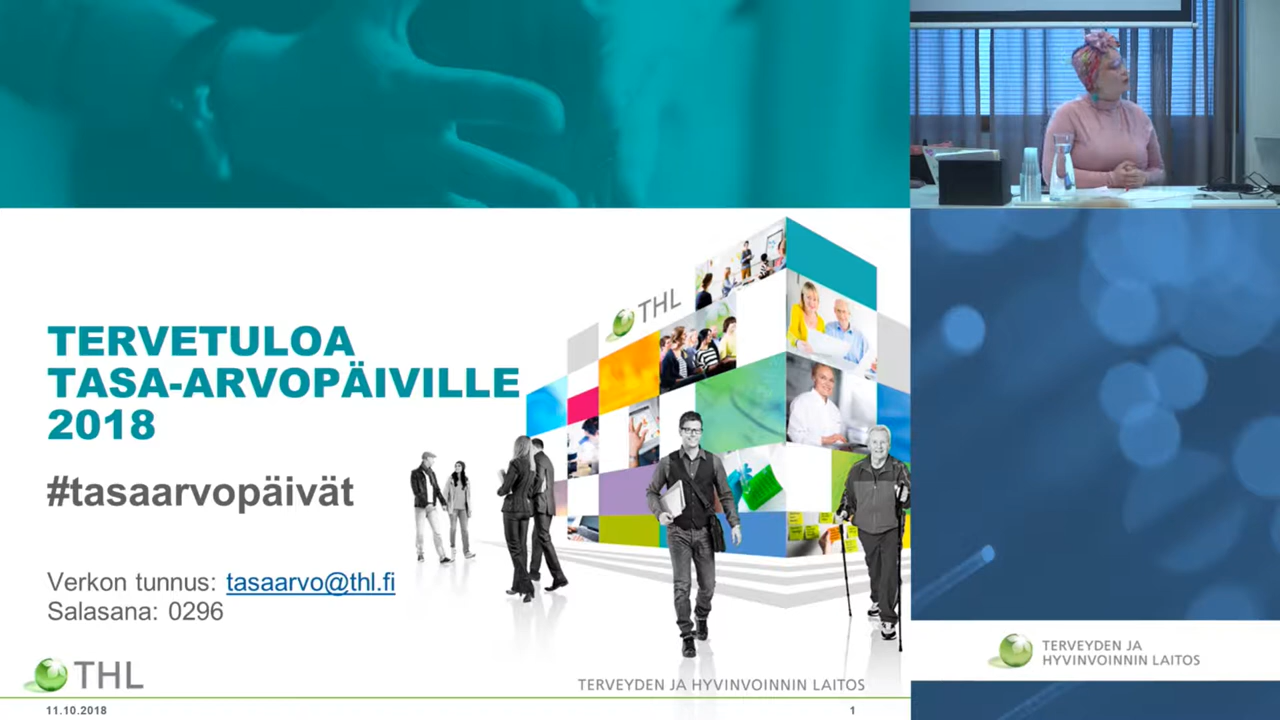 THL
TERVETULOA
TASA-ARVOPÄIVILLE
2018
#tasaarvopäivät
Verkon tunnus: tasaarvo@thl.fi
Salasana: 0296
THL
TERVEYDEN JA HYVINVOINNIN LAITOS
11.10.2018
1
TERVEYDEN JA
HYVINVOINNIN LAITOS